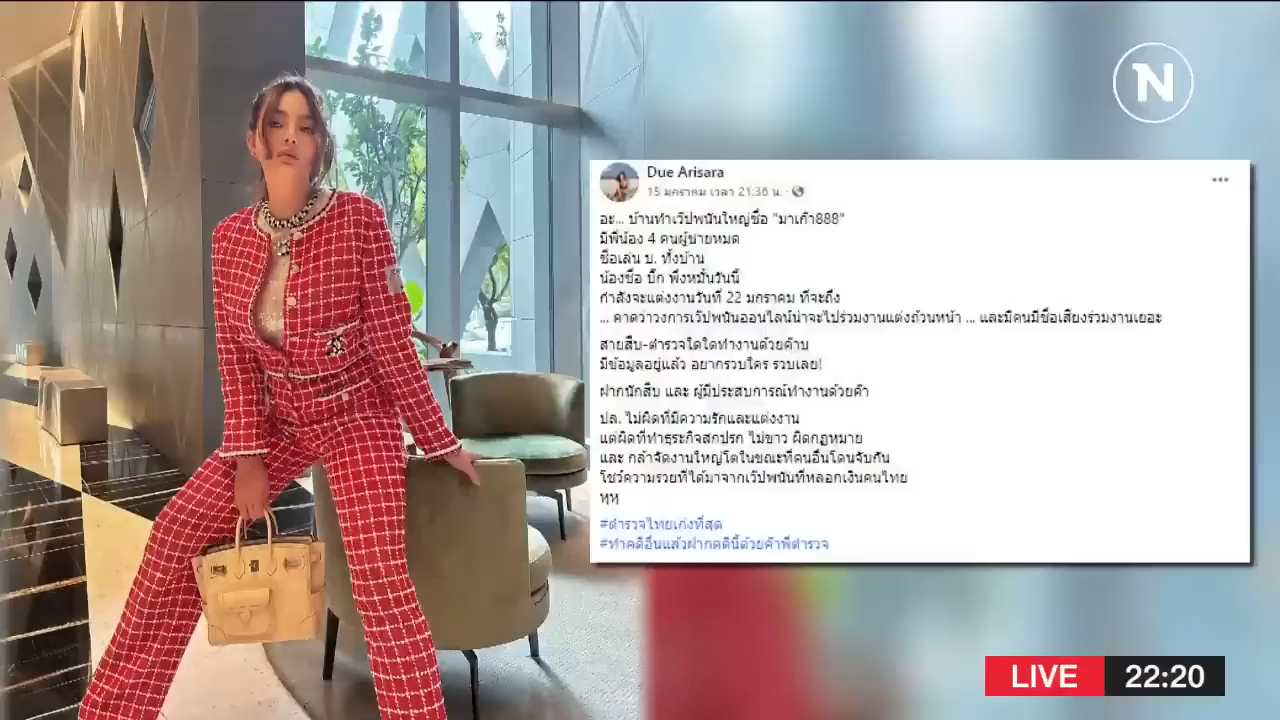 N
Due Arisara
15 มกราคม เวลา 21:36 น. ·
อะ... บ้านทำเว็ปพนันใหญ่ชื่อ "มาเก๊า888"
มีพี่น้อง 4 คนผู้ชายหมด
ชื่อเล่น บ. ทั้งบ้าน
น้องชื่อ บิ๊ก พึ่งหมั้นวันนี้
กำลังจะแต่งงานวันที่ 22 มกราคม ที่จะถึง
... คาดว่าวงการเว็ปพนันออนไลน์น่าจะไปร่วมงานแต่งถ้วนหน้า ... และมีคนมีชื่อเสียงร่วมงานเยอะ
สายสืบ-ตำรวจโดใดทำงานด้วยค้าบ
มีข้อมูลอยู่แล้ว อยากรวบใคร รวบเลย!
ฝากนักสืบ และ ผู้มีประสบการณ์ทำงานด้วยค้า
ปล. ไม่ผิดที่มีความรักและแต่งงาน
แต่ผิดที่ทำธุระกิจสกปรก ไม่ขาว ผิดกฏหมาย
และ กล้าจัดงานใหญ่โตในขณะที่คนอื่นโดนจับกัน
โชว์ความรวยที่ได้มาจากเว็ปพนันที่หลอกเงินคนไทย
หุหุ
#ตำรวจไทยเก่งที่สุด
#ทำคดีอื่นแล้วฝากคดีนี้ด้วยค้าพี่ตำรวจ
LIVE 22:20